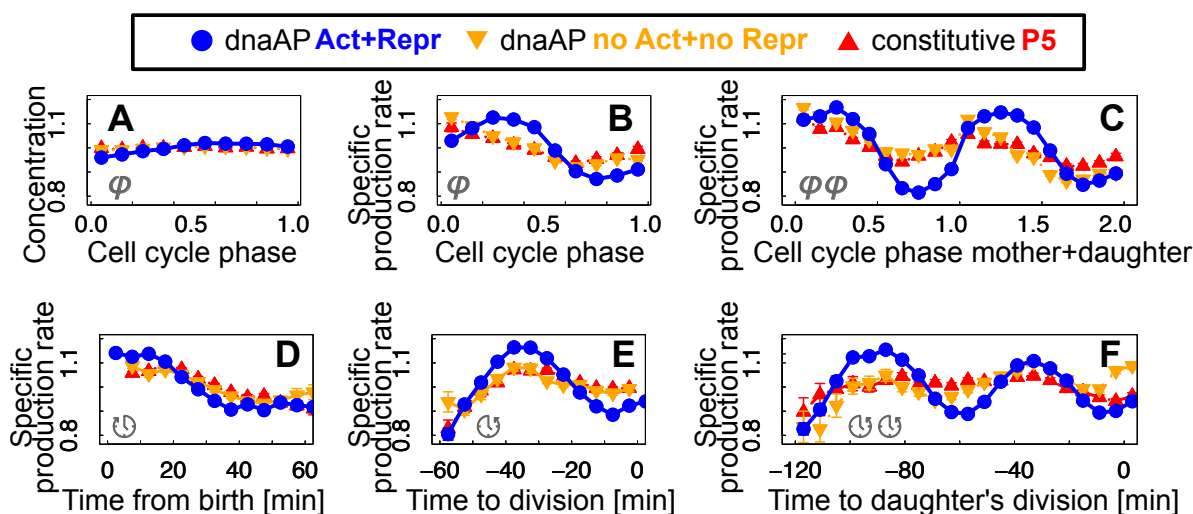 dnaAP Act+Repr dnaAP no Act+no Repr constitutive P5
A
Concentration
0.8 1.1
φ
0.0 0.5 1.0
Cell cycle phase
B
Specific
production rate
0.8 1.1
φ
0.0 0.5 1.0
Cell cycle phase
C
Specific
production rate
0.8 1.1
φφ
0.0 0.5 1.0 1.5 2.0
Cell cycle phase mother+daughter
D
Specific
production rate
0.8 1.1
0 20 40 60
Time from birth [min]
E
Specific
production rate
0.8 1.1
−60 −40 −20 0
Time to division [min]
F
Specific
production rate
0.8 1.1
−120 −80 −40 0
Time to daughter's division [min]